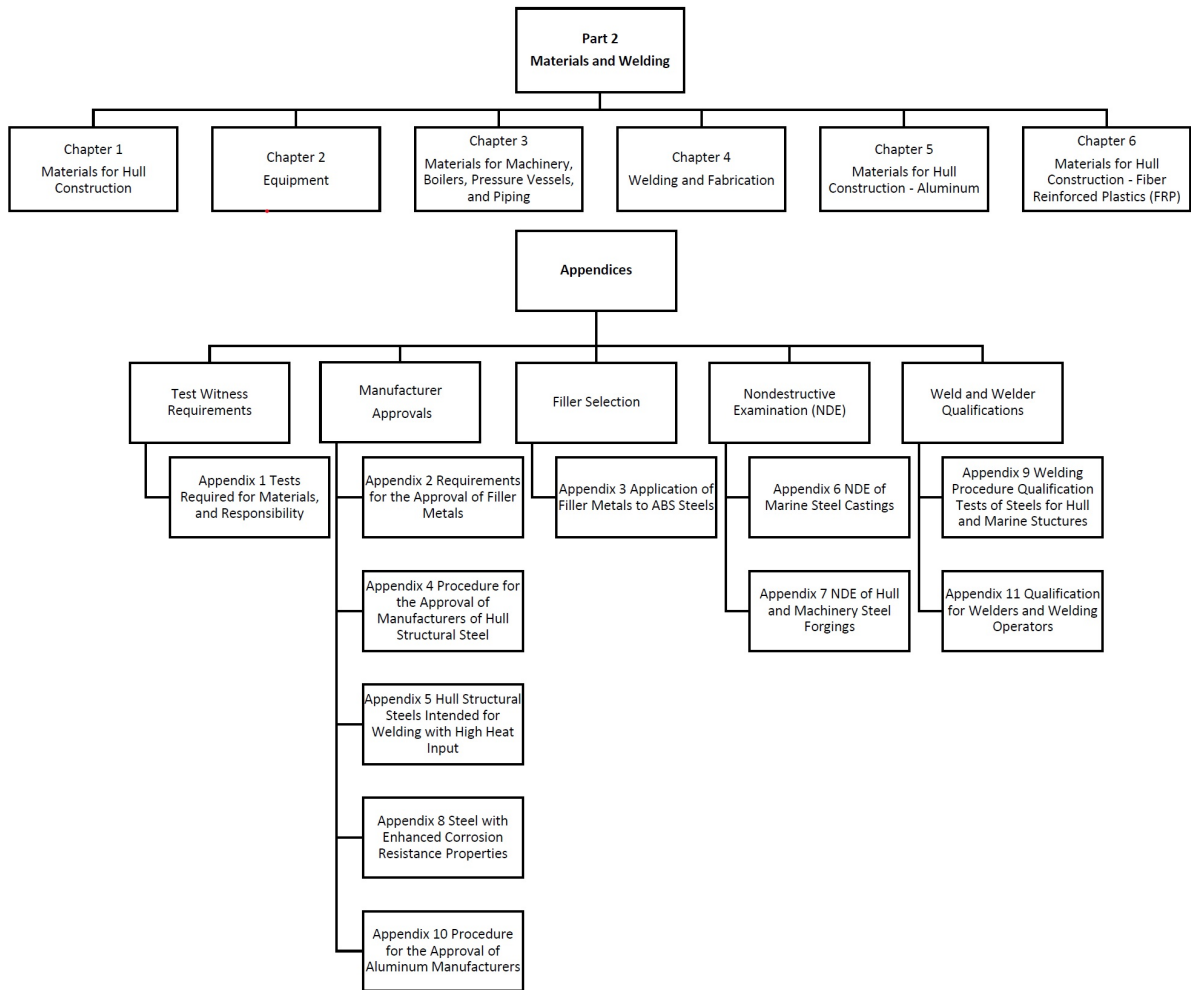 Part 2
Materials and Welding
Chapter 1
Materials for Hull
Construction
Chapter 2
Equipment
Chapter 3
Materials for Machinery,
Boilers, Pressure Vessels,
and Piping
Chapter 4
Welding and Fabrication
Chapter 5
Materials for Hull
Construction - Aluminum
Chapter 6
Materials for Hull
Construction - Fiber
Reinforced Plastics (FRP)
Appendices
Test Witness
Requirements
Appendix 1 Tests
Required for Materials,
and Responsibility
Manufacturer
Approvals
Appendix 2 Requirements
for the Approval of Filler
Metals
Appendix 4 Procedure for
the Approval of
Manufacturers of Hull
Structural Steel
Appendix 5 Hull Structural
Steels Intended for
Welding with High Heat
Input
Appendix 8 Steel with
Enhanced Corrosion
Resistance Properties
Appendix 10 Procedure
for the Approval of
Aluminum Manufacturers
Filler Selection
Appendix 3 Application of
Filler Metals to ABS Steels
Nondestructive
Examination (NDE)
Appendix 6 NDE of
Marine Steel Castings
Appendix 7 NDE of Hull
and Machinery Steel
Forgings
Weld and Welder
Qualifications
Appendix 9 Welding
Procedure Qualification
Tests of Steels for Hull
and Marine Stuctures
Appendix 11 Qualification
for Welders and Welding
Operators